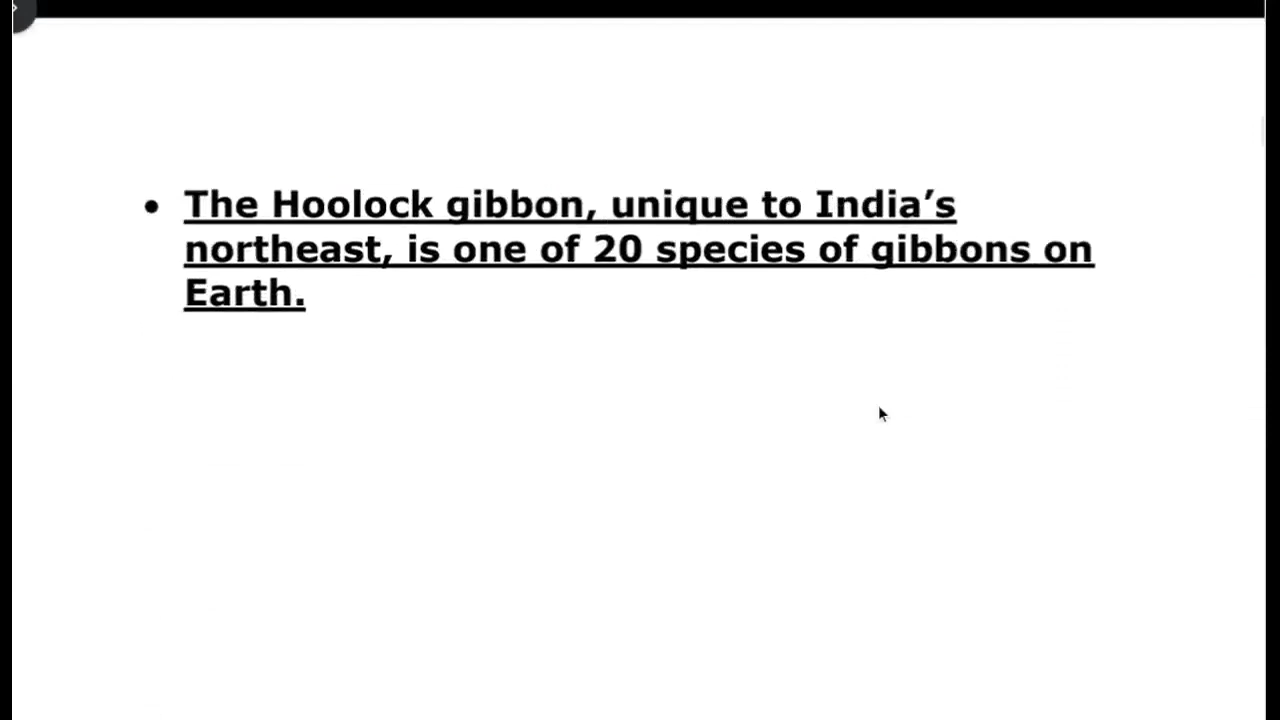 • The Hoolock gibbon, unique to India’s
northeast, is one of 20 species of gibbons on
Earth.